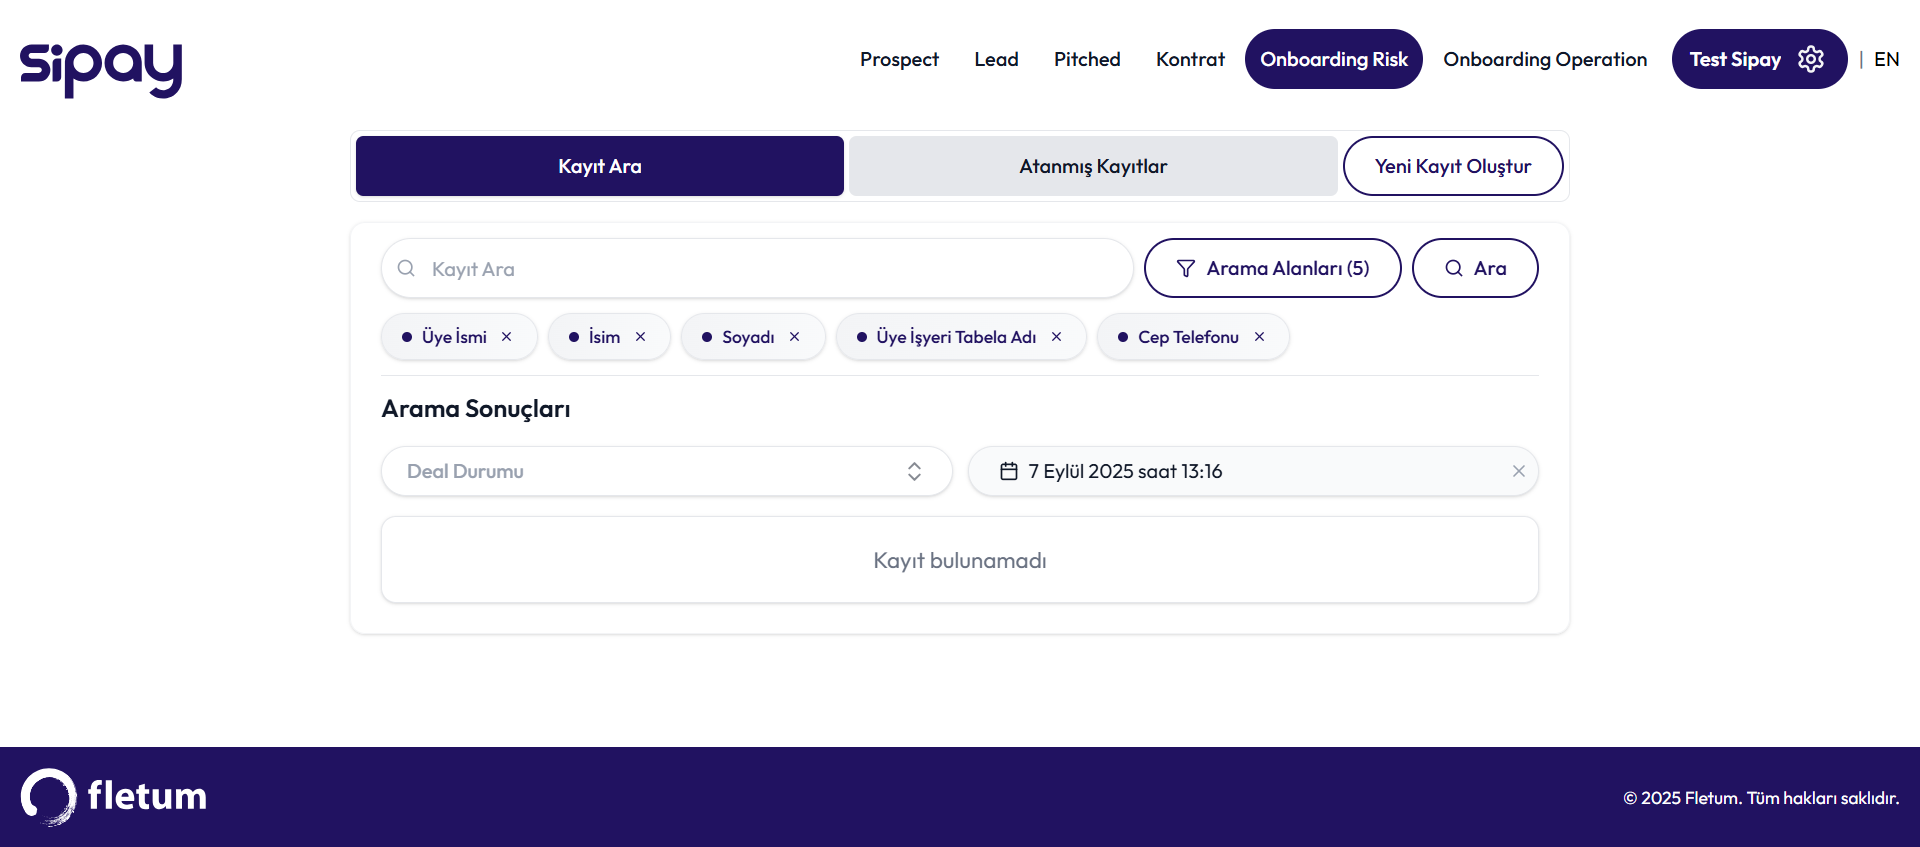 sipay
Prospect
Lead
Pitched
Kontrat
Onboarding Risk
Onboarding Operation
Test Sipay
| EN
Kayıt Ara
Atanmış Kayıtlar
Yeni Kayıt Oluştur
Kayıt Ara
Arama Alanları (5)
Ara
Üye İsmi
İsim
Soyadı
Üye İşyeri Tabela Adı
Cep Telefonu
Arama Sonuçları
Deal Durumu
7 Eylül 2025 saat 13:16
Kayıt bulunamadı
fletum
© 2025 Fletum. Tüm hakları saklıdır.